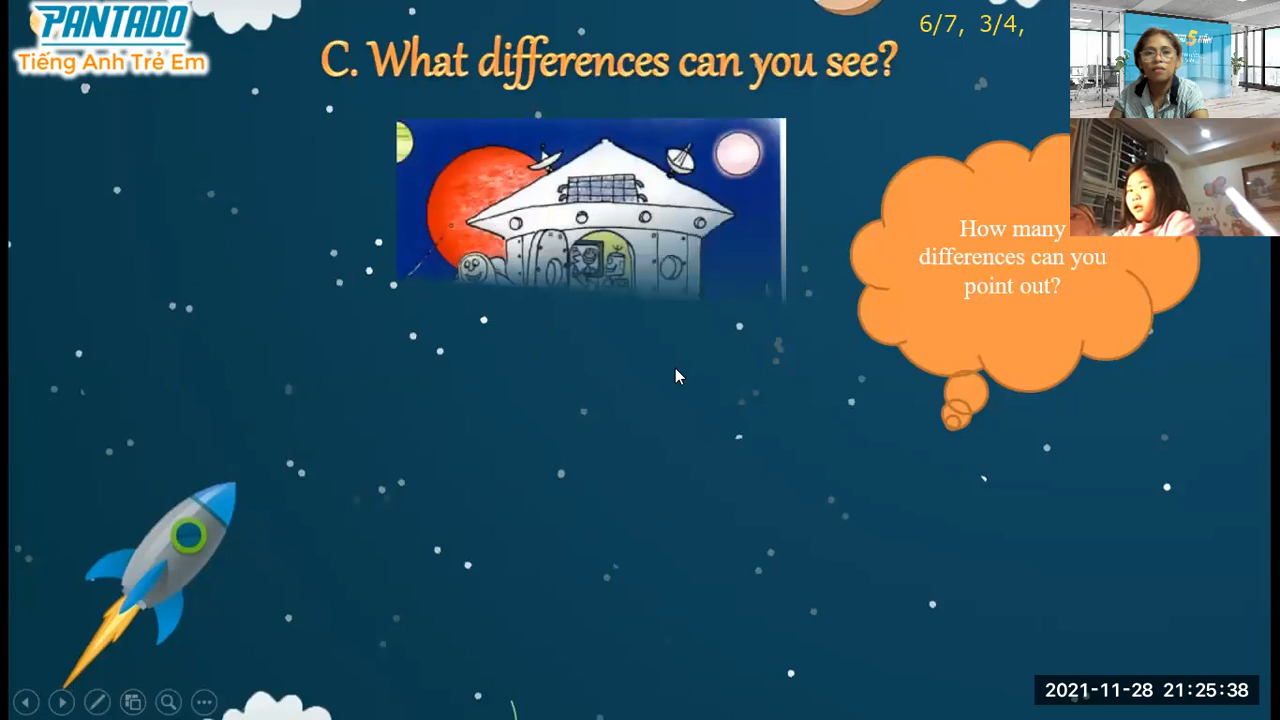 PANTADO
Tiếng Anh Trẻ Em
C. What differences can you see?
6/7, 3/4,
How many
differences can you
point out?
2021-11-28 21:25:38